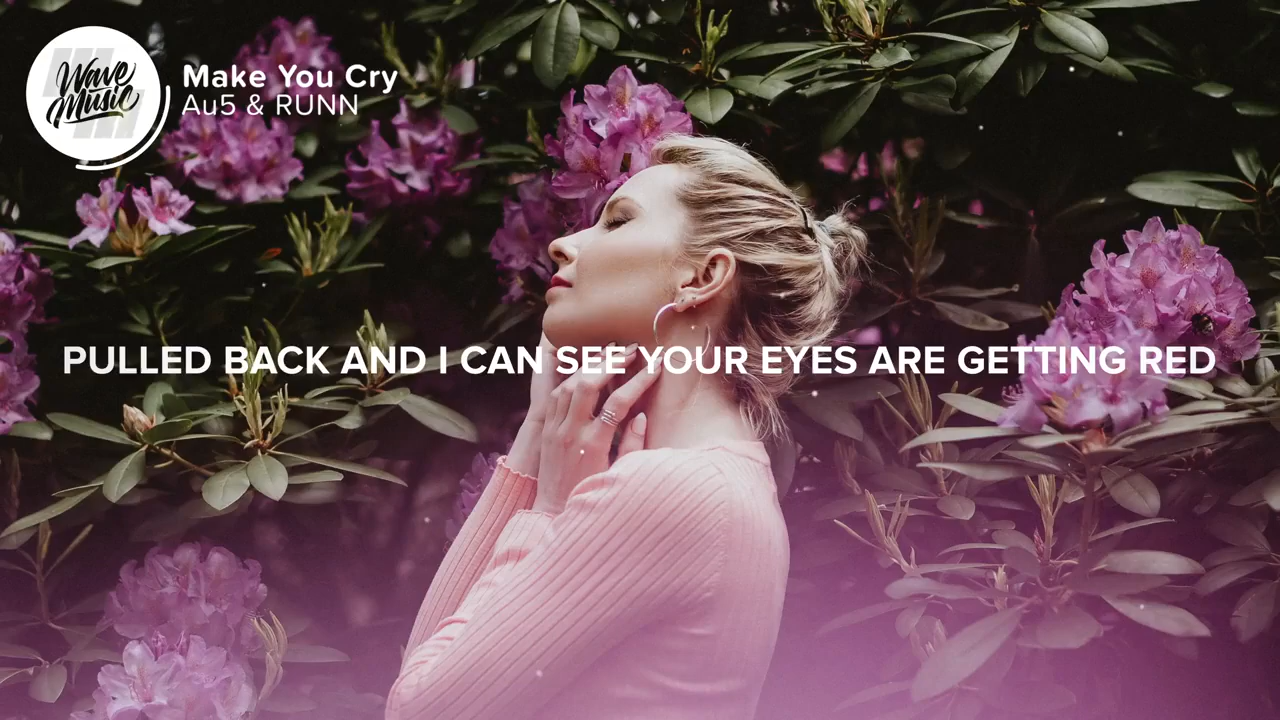 Wave
Music
Make You Cry
Au5 & RUNN
PULLED BACK AND I CAN SEE YOUR EYES ARE GETTING RED